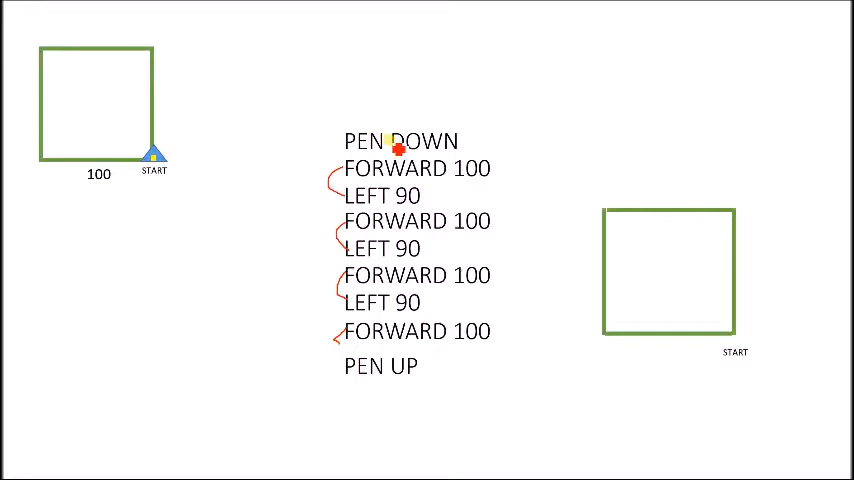 100
START
PEN DOWN
FORWARD 100
LEFT 90
FORWARD 100
LEFT 90
FORWARD 100
LEFT 90
FORWARD 100
PEN UP
START